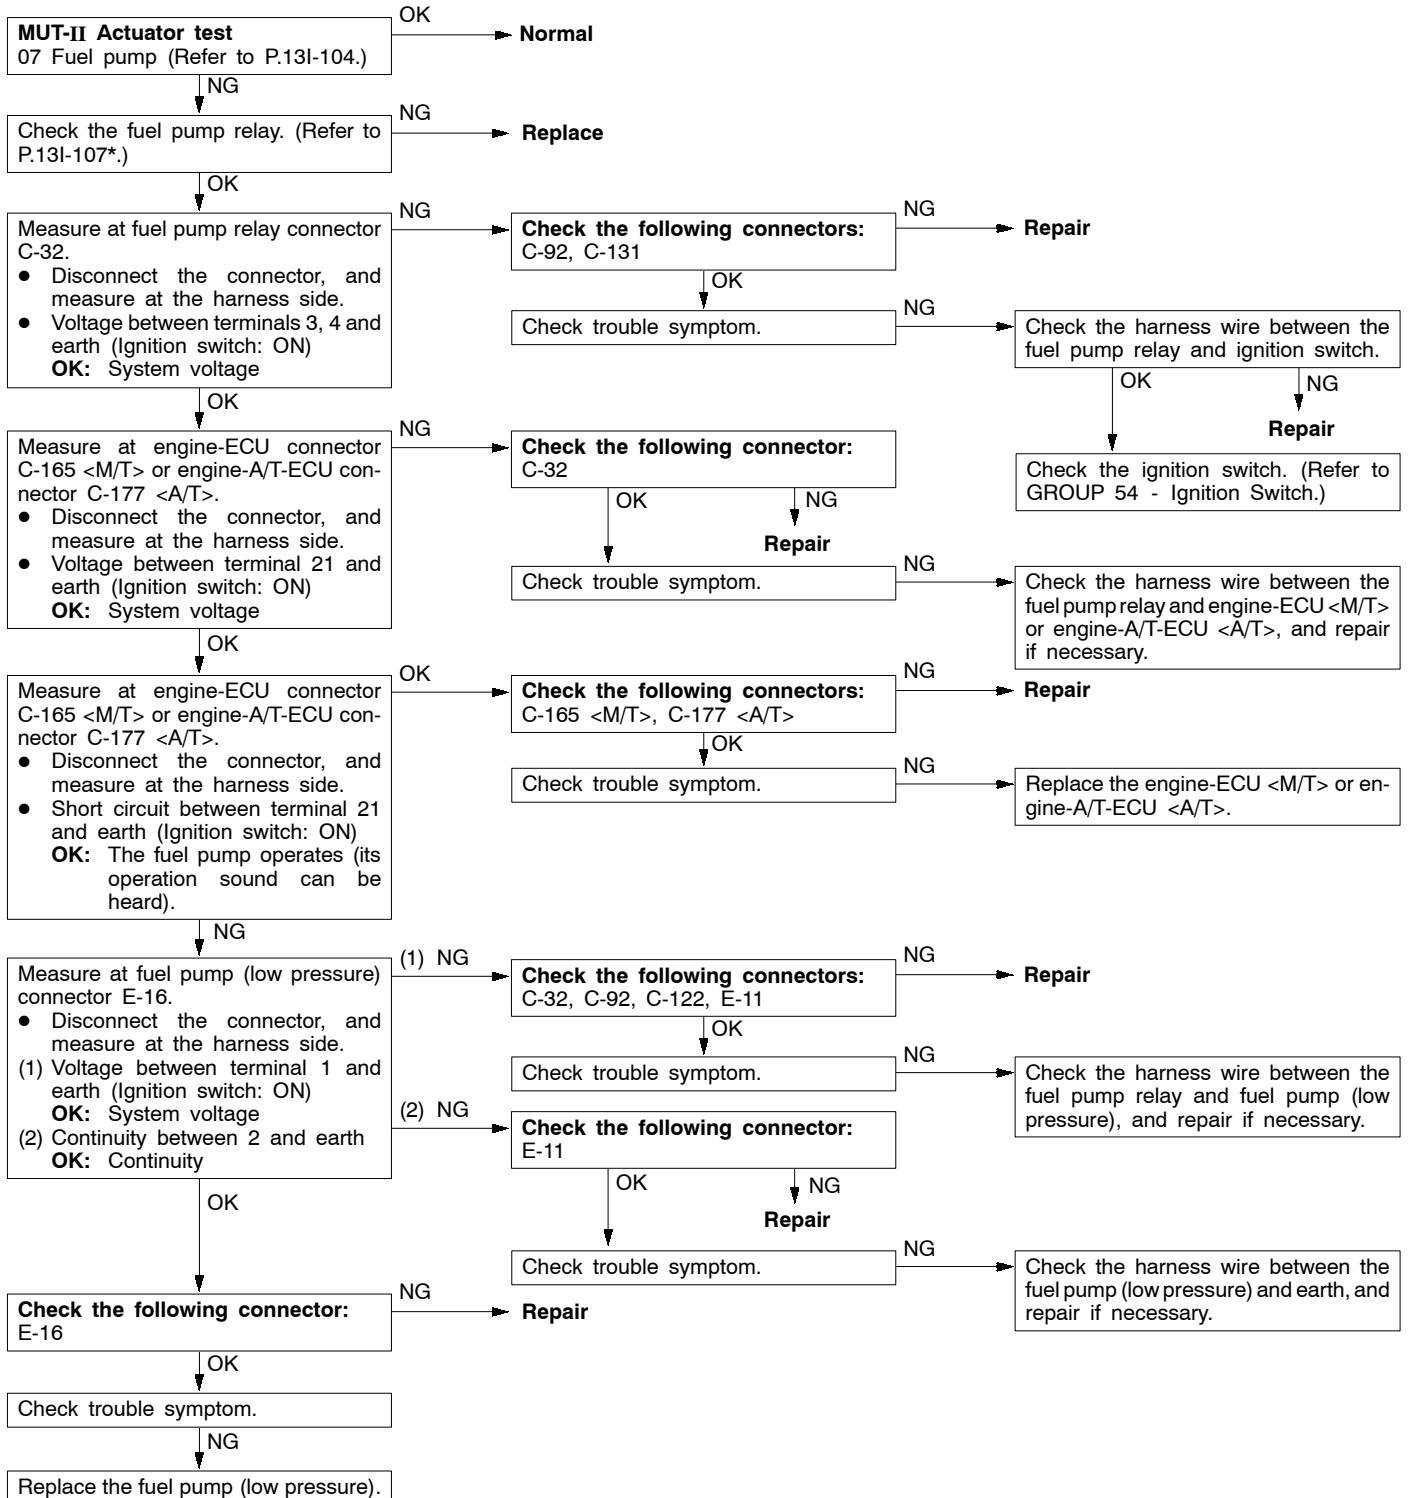 MUT-II Actuator test
07 Fuel pump (Refer to P.13I-104.)
OK
Normal
NG
Check the fuel pump relay. (Refer to
P.13I-107*.)
NG
Replace
OK
Measure at fuel pump relay connector
C-32.
● Disconnect the connector, and
measure at the harness side.
● Voltage between terminals 3, 4 and
earth (Ignition switch: ON)
OK: System voltage
NG
Check the following connectors:
C-92, C-131
NG
Repair
OK
Check trouble symptom.
NG
Check the harness wire between the
fuel pump relay and ignition switch.
OK
NG
Repair
Check the ignition switch. (Refer to
GROUP 54 - Ignition Switch.)
OK
Measure at engine-ECU connector
C-165 <M/T> or engine-A/T-ECU con-
nector C-177 <A/T>.
● Disconnect the connector, and
measure at the harness side.
● Voltage between terminal 21 and
earth (Ignition switch: ON)
OK: System voltage
NG
Check the following connector:
C-32
OK
NG
Repair
Check trouble symptom.
NG
Check the harness wire between the
fuel pump relay and engine-ECU <M/T>
or engine-A/T-ECU <A/T>, and repair
if necessary.
OK
Measure at engine-ECU connector
C-165 <M/T> or engine-A/T-ECU con-
nector C-177 <A/T>.
● Disconnect the connector, and
measure at the harness side.
● Short circuit between terminal 21
and earth (Ignition switch: ON)
OK: The fuel pump operates (its
operation sound can be
heard).
OK
Check the following connectors:
C-165 <M/T>, C-177 <A/T>
NG
Repair
OK
Check trouble symptom.
NG
Replace the engine-ECU <M/T> or en-
gine-A/T-ECU <A/T>.
NG
Measure at fuel pump (low pressure)
connector E-16.
● Disconnect the connector, and
measure at the harness side.
(1) Voltage between terminal 1 and
earth (Ignition switch: ON)
OK: System voltage
(2) Continuity between 2 and earth
OK: Continuity
(1) NG
Check the following connectors:
C-32, C-92, C-122, E-11
NG
Repair
OK
Check trouble symptom.
NG
Check the harness wire between the
fuel pump relay and fuel pump (low
pressure), and repair if necessary.
(2) NG
Check the following connector:
E-11
OK
NG
Repair
Check trouble symptom.
NG
Check the harness wire between the
fuel pump (low pressure) and earth, and
repair if necessary.
OK
Check the following connector:
E-16
NG
Repair
OK
Check trouble symptom.
NG
Replace the fuel pump (low pressure).